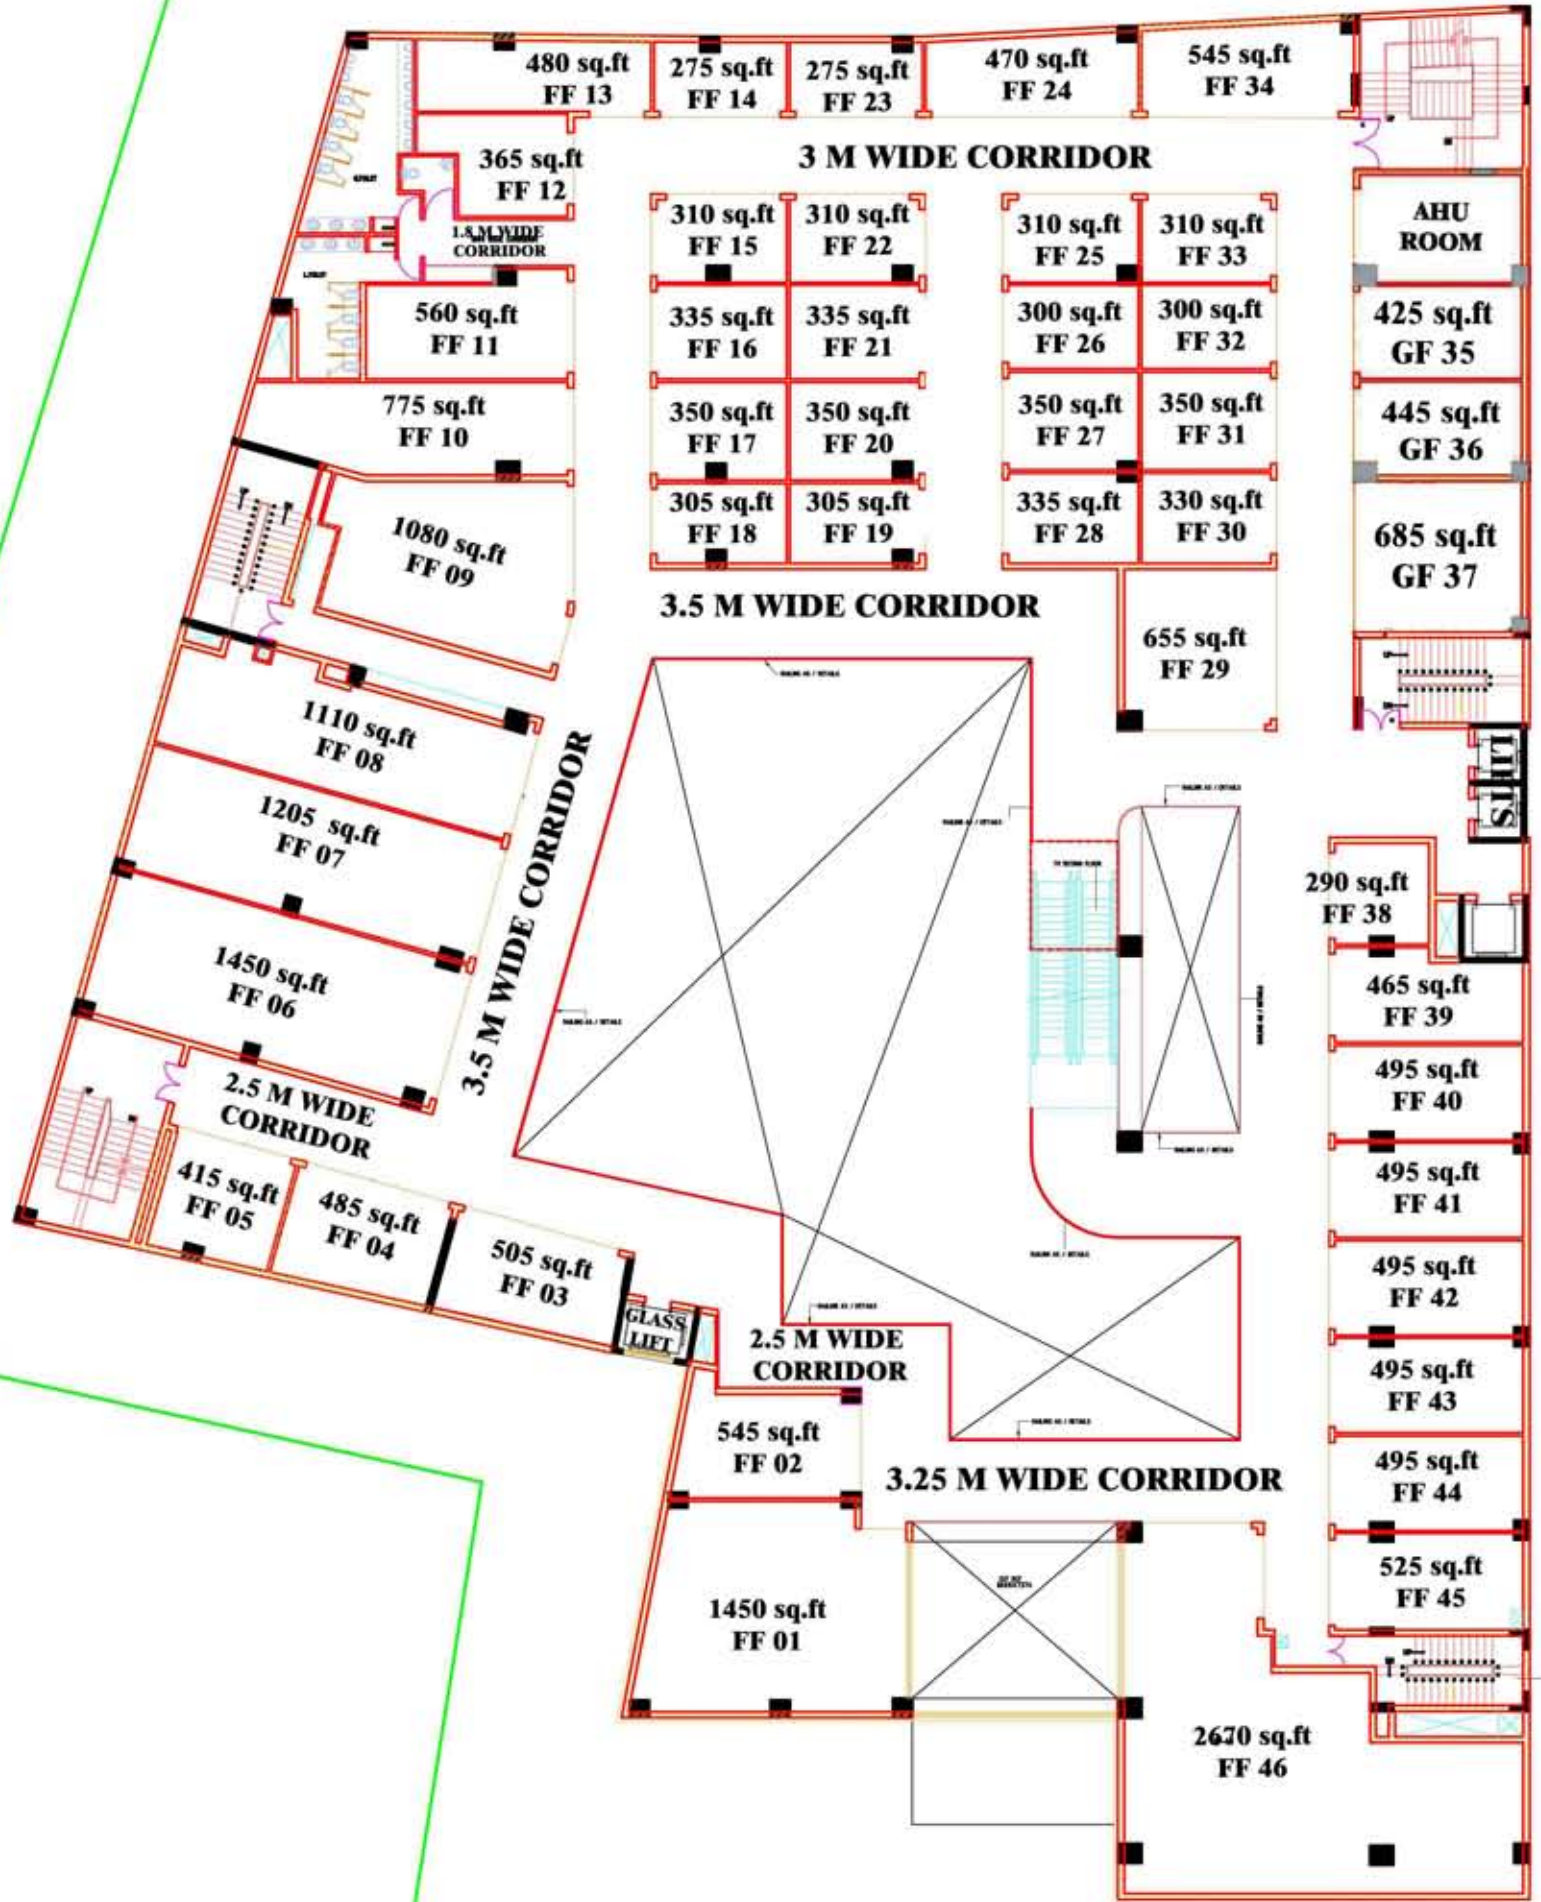 480 sq.ft
FF 13
275 sq.ft
FF 14
275 sq.ft
FF 23
470 sq.ft
FF 24
545 sq.ft
FF 34
365 sq.ft
FF 12
3 M WIDE CORRIDOR
1.8 M WIDE
CORRIDOR
310 sq.ft
FF 15
310 sq.ft
FF 22
310 sq.ft
FF 25
310 sq.ft
FF 33
AHU
ROOM
560 sq.ft
FF 11
335 sq.ft
FF 16
335 sq.ft
FF 21
300 sq.ft
FF 26
300 sq.ft
FF 32
425 sq.ft
GF 35
775 sq.ft
FF 10
350 sq.ft
FF 17
350 sq.ft
FF 20
350 sq.ft
FF 27
350 sq.ft
FF 31
445 sq.ft
GF 36
1080 sq.ft
FF 09
305 sq.ft
FF 18
305 sq.ft
FF 19
335 sq.ft
FF 28
330 sq.ft
FF 30
685 sq.ft
GF 37
3.5 M WIDE CORRIDOR
655 sq.ft
FF 29
1110 sq.ft
FF 08
LIFTS
1205 sq.ft
FF 07
3.5 M WIDE CORRIDOR
290 sq.ft
FF 38
1450 sq.ft
FF 06
465 sq.ft
FF 39
2.5 M WIDE
CORRIDOR
495 sq.ft
FF 40
415 sq.ft
FF 05
485 sq.ft
FF 04
505 sq.ft
FF 03
495 sq.ft
FF 41
495 sq.ft
FF 42
GLASS
LIFT
2.5 M WIDE
CORRIDOR
495 sq.ft
FF 43
545 sq.ft
FF 02
3.25 M WIDE CORRIDOR
495 sq.ft
FF 44
1450 sq.ft
FF 01
525 sq.ft
FF 45
2670 sq.ft
FF 46